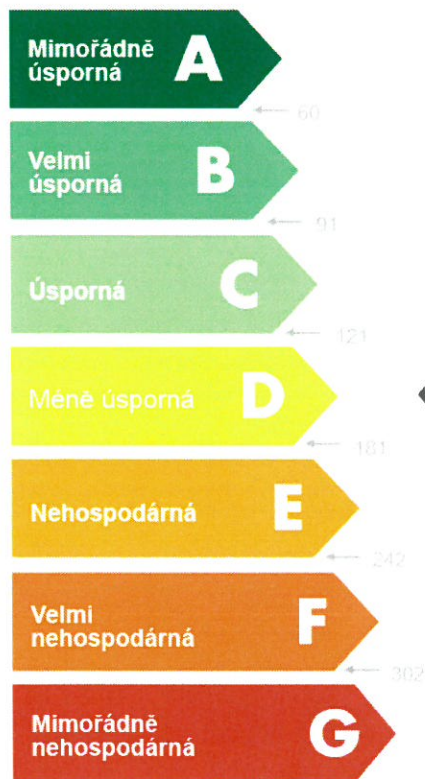 Mimořádně
úsporná
A
60
Velmi
úsporná
B
91
Úsporná
C
121
Méně úsporná
D
181
Nehospodárná
E
242
Velmi
nehospodárná
F
302
Mimořádně
nehospodárná
G